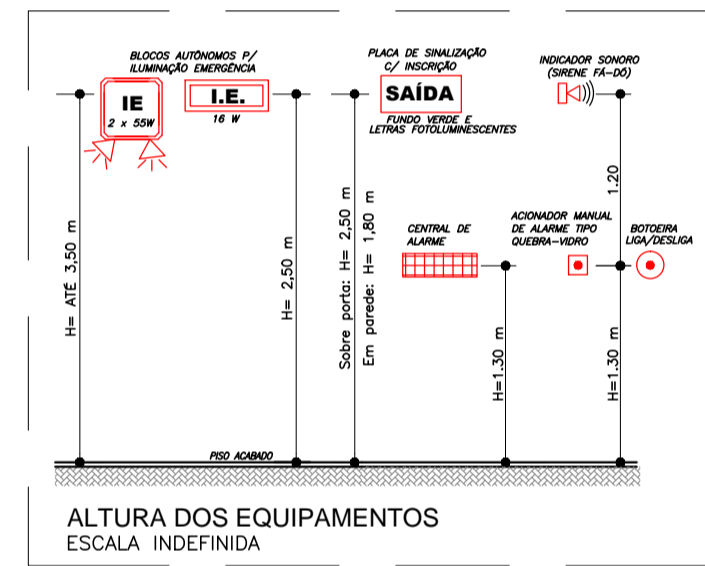 BLOCOS AUTÔNOMOS P/
ILUMINAÇÃO EMERGÊNCIA
IE
2 x 55W
I.E.
16 W
PLACA DE SINALIZAÇÃO
C/ INSCRIÇÃO
SAÍDA
FUNDO VERDE E
LETRAS FOTOLUMINESCENTES
INDICADOR SONORO
(SIRENE FÁ-DÓ)
CENTRAL DE
ALARME
ACIONADOR MANUAL
DE ALARME TIPO
QUEBRA-VIDRO
BOTOEIRA
LIGA/DESLIGA
H= ATÉ 3,50 m
H= 2,50 m
Sobre porta: H= 2,50 m
Em parede: H= 1,80 m
H=1.30 m
1.20
H=1.30 m
PISO ACABADO
ALTURA DOS EQUIPAMENTOS
ESCALA INDEFINIDA